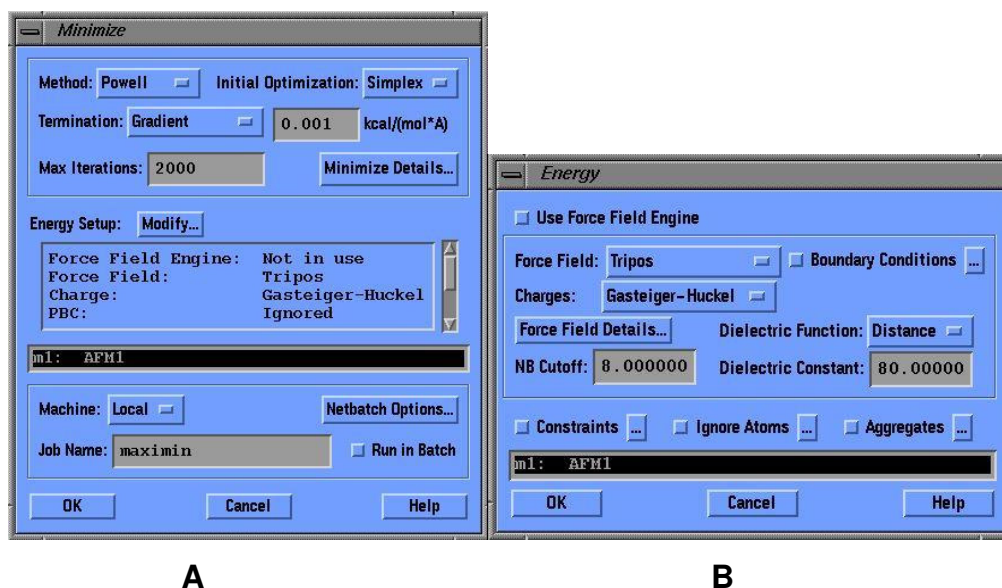 Minimize
Method: Powell Initial Optimization: Simplex
Termination: Gradient 0.001 kcal/(mol*A)
Max Iterations: 2000 Minimize Details...
Energy Setup: Modify...
Force Field Engine: Not in use
Force Field: Tripos
Charge: Gasteiger-Huckel
PBC: Ignored
m1: AFM1
Machine: Local Netbatch Options...
Job Name: maximin Run in Batch
OK Cancel Help
A
Energy
Use Force Field Engine
Force Field: Tripos Boundary Conditions ...
Charges: Gasteiger-Huckel
Force Field Details... Dielectric Function: Distance
NB Cutoff: 8.000000 Dielectric Constant: 80.00000
Constraints ... Ignore Atoms ... Aggregates ...
m1: AFM1
OK Cancel Help
B